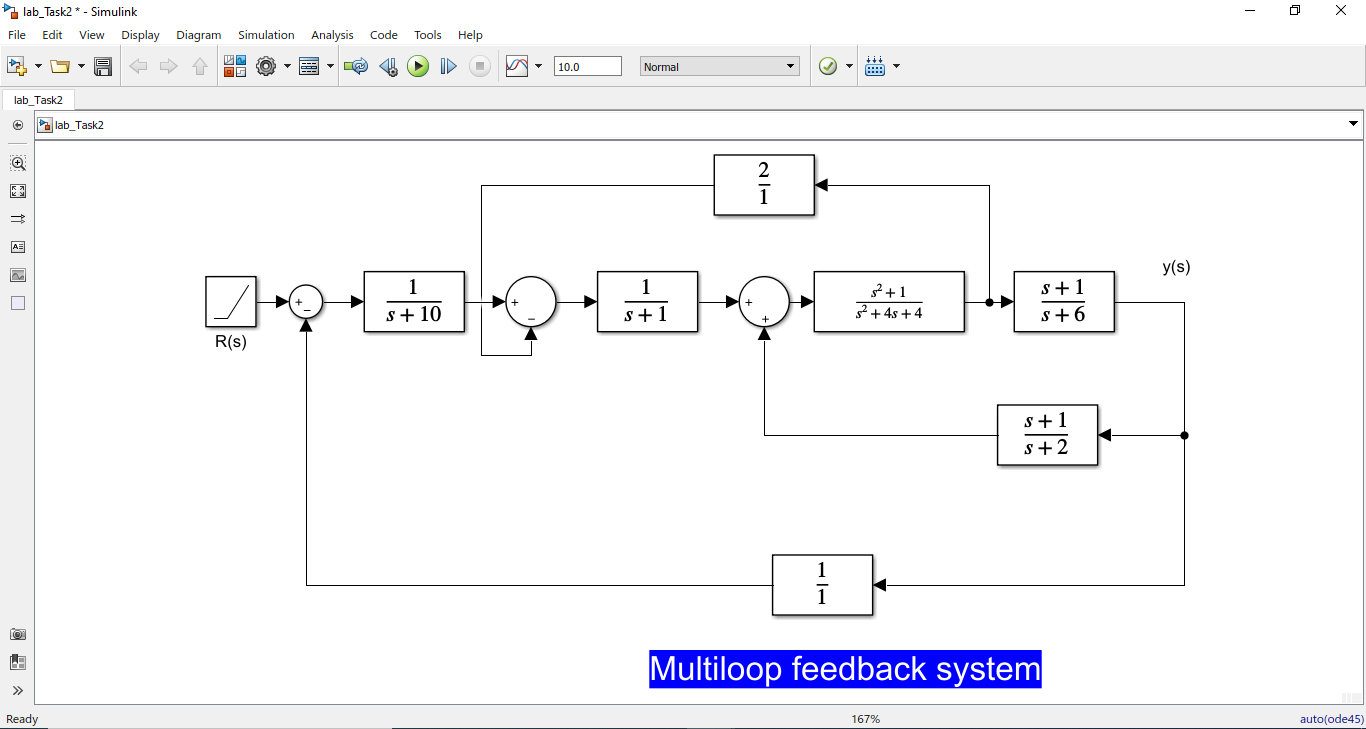 lab_Task2 * - Simulink
File Edit View Display Diagram Simulation Analysis Code Tools Help
10.0 Normal
lab_Task2
lab_Task2
2
1
R(s)
+
−
1
s + 10
+
−
1
s + 1
+
+
s² + 1
s² + 4s + 4
s + 1
s + 6
y(s)
s + 1
s + 2
1
1
Multiloop feedback system
Ready 167% auto(ode45)